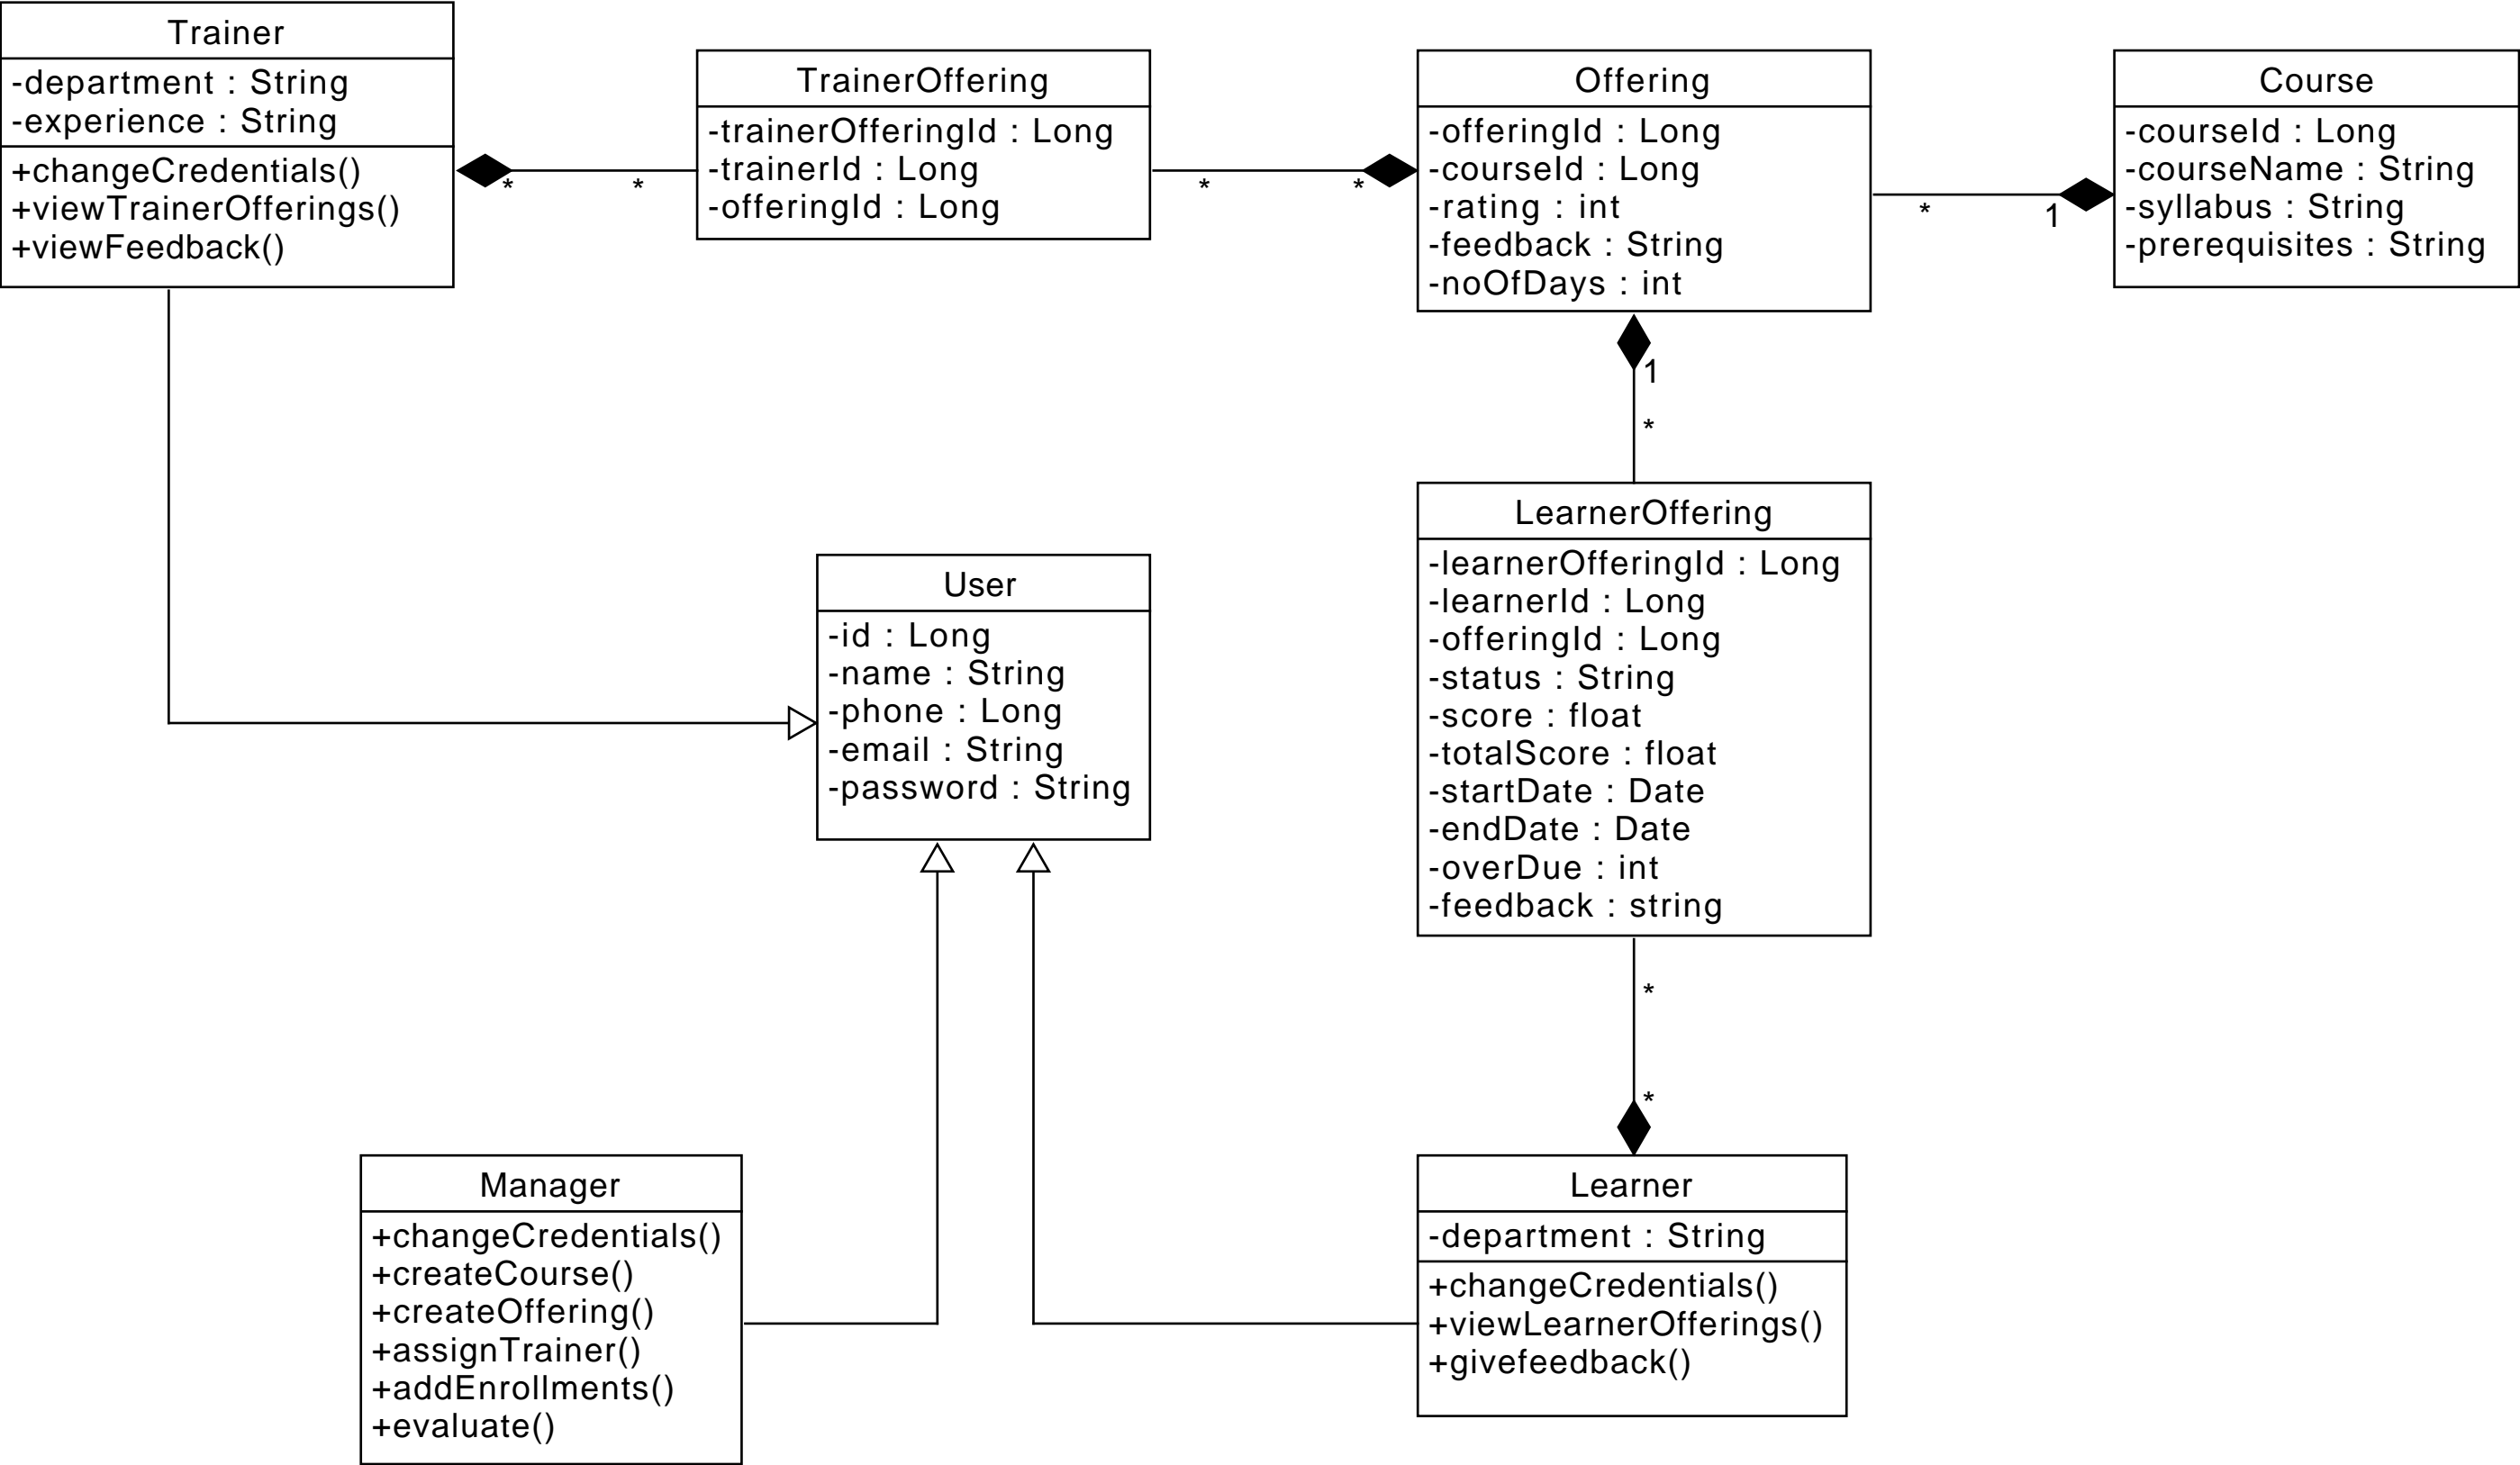 Trainer
-department : String
-experience : String
+changeCredentials()
+viewTrainerOfferings()
+viewFeedback()
*
*
TrainerOffering
-trainerOfferingId : Long
-trainerId : Long
-offeringId : Long
*
*
Offering
-offeringId : Long
-courseId : Long
-rating : int
-feedback : String
-noOfDays : int
*
1
Course
-courseId : Long
-courseName : String
-syllabus : String
-prerequisites : String
1
*
LearnerOffering
-learnerOfferingId : Long
-learnerId : Long
-offeringId : Long
-status : String
-score : float
-totalScore : float
-startDate : Date
-endDate : Date
-overDue : int
-feedback : string
User
-id : Long
-name : String
-phone : Long
-email : String
-password : String
*
*
Manager
+changeCredentials()
+createCourse()
+createOffering()
+assignTrainer()
+addEnrollments()
+evaluate()
Learner
-department : String
+changeCredentials()
+viewLearnerOfferings()
+givefeedback()